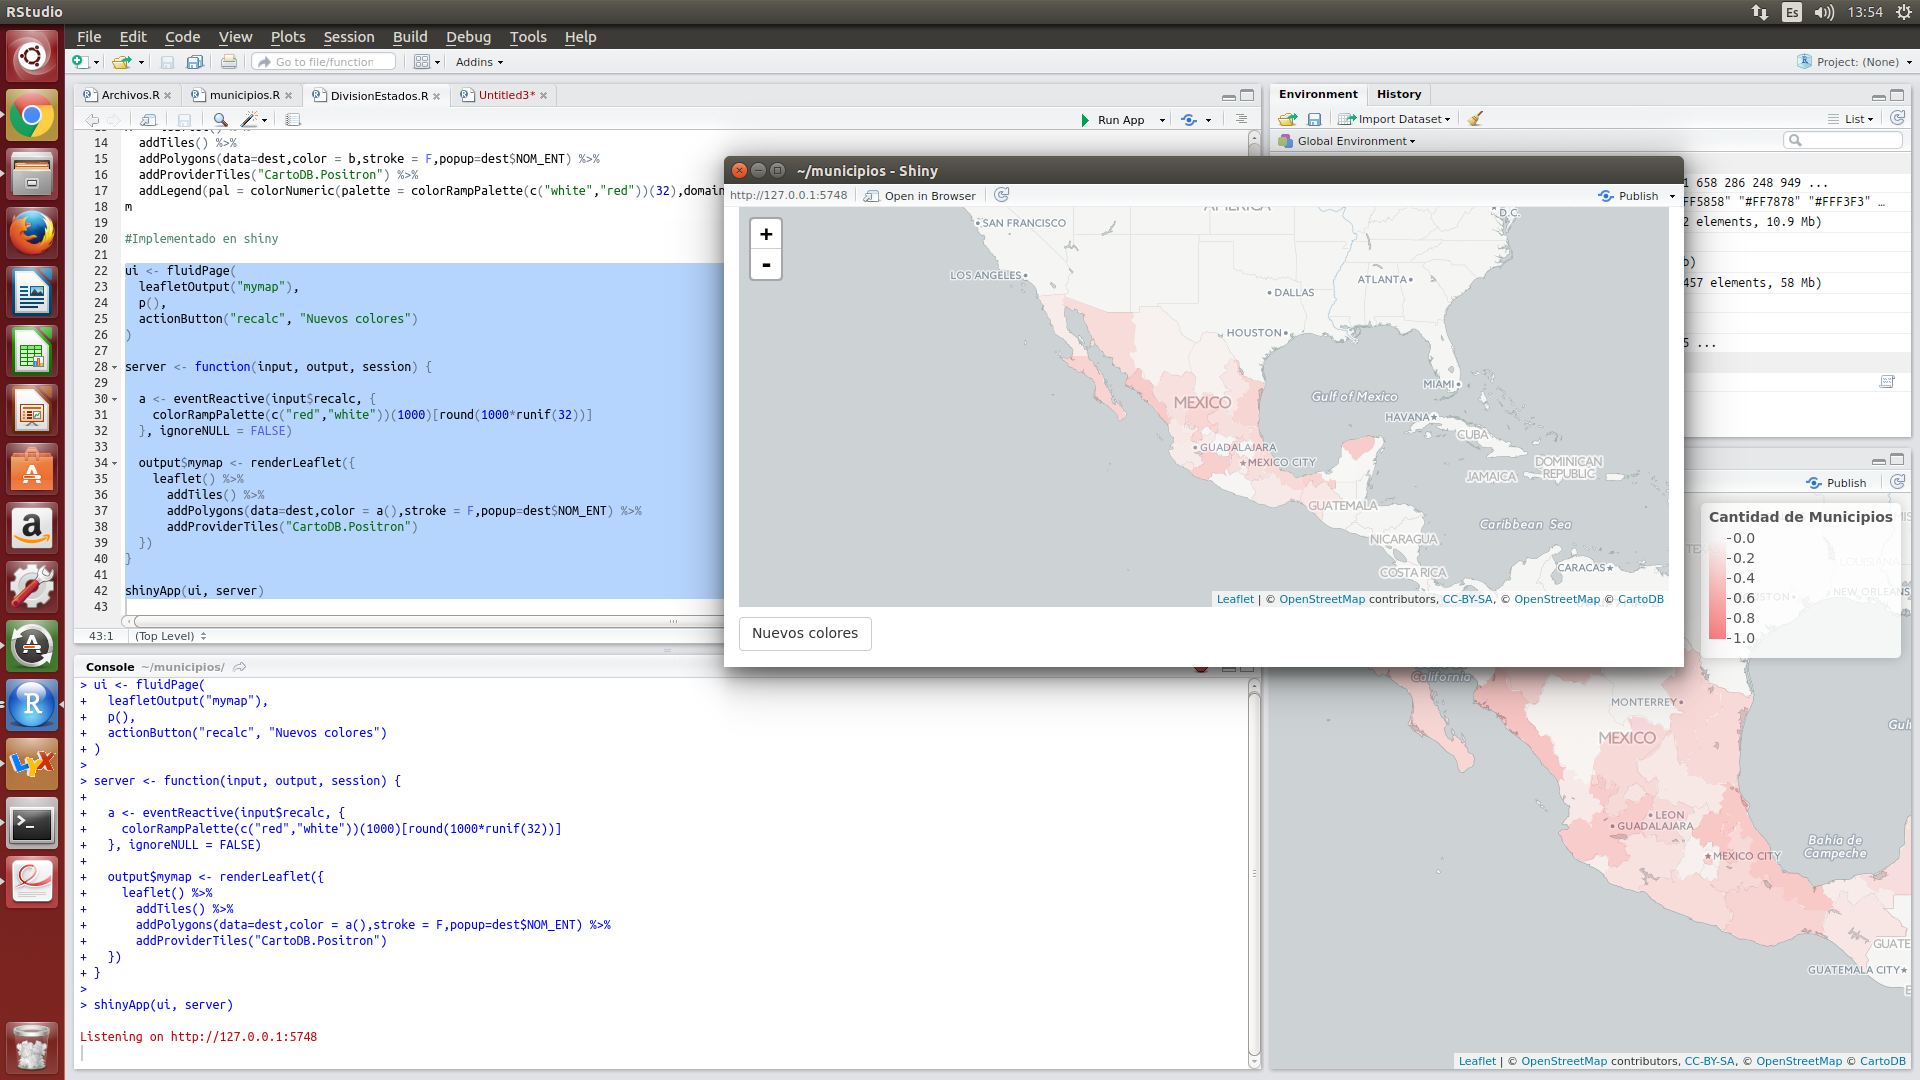 RStudio
Es
13:54
File Edit Code View Plots Session Build Debug Tools Help
Go to file/function
Addins
Project: (None)
Archivos.R
municipios.R
DivisionEstados.R
Untitled3*
Run App
14 addTiles() %>%
15 addPolygons(data=dest,color = b,stroke = F,popup=dest$NOM_ENT) %>%
16 addProviderTiles("CartoDB.Positron") %>%
17 addLegend(pal = colorNumeric(palette = colorRampPalette(c("white","red"))(32),domain
18 m
19
20 #Implementado en shiny
21
22 ui <- fluidPage(
23 leafletOutput("mymap"),
24 p(),
25 actionButton("recalc", "Nuevos colores")
26 )
27
28 server <- function(input, output, session) {
29
30 a <- eventReactive(input$recalc, {
31 colorRampPalette(c("red","white"))(1000)[round(1000*runif(32))]
32 }, ignoreNULL = FALSE)
33
34 output$mymap <- renderLeaflet({
35 leaflet() %>%
36 addTiles() %>%
37 addPolygons(data=dest,color = a(),stroke = F,popup=dest$NOM_ENT) %>%
38 addProviderTiles("CartoDB.Positron")
39 })
40 }
41
42 shinyApp(ui, server)
43
43:1 (Top Level)
Console ~/municipios/
> ui <- fluidPage(
+ leafletOutput("mymap"),
+ p(),
+ actionButton("recalc", "Nuevos colores")
+ )
>
> server <- function(input, output, session) {
+
+ a <- eventReactive(input$recalc, {
+ colorRampPalette(c("red","white"))(1000)[round(1000*runif(32))]
+ }, ignoreNULL = FALSE)
+
+ output$mymap <- renderLeaflet({
+ leaflet() %>%
+ addTiles() %>%
+ addPolygons(data=dest,color = a(),stroke = F,popup=dest$NOM_ENT) %>%
+ addProviderTiles("CartoDB.Positron")
+ })
+ }
>
> shinyApp(ui, server)
Listening on http://127.0.0.1:5748
~/municipios - Shiny
http://127.0.0.1:5748
Open in Browser
Publish
+
-
AMERICA
D.C.
SAN FRANCISCO
LOS ANGELES
ATLANTA
DALLAS
HOUSTON
MIAMI
Gulf of Mexico
MEXICO
HAVANA
CUBA
GUADALAJARA
MEXICO CITY
DOMINICAN
REPUBLIC
JAMAICA
GUATEMALA
Caribbean Sea
NICARAGUA
COSTA RICA
CARACAS
Leaflet | © OpenStreetMap contributors, CC-BY-SA, © OpenStreetMap © CartoDB
Nuevos colores
Environment
History
Import Dataset
List
Global Environment
1 658 286 248 949 ...
FF5858" "#FF7878" "#FFF3F3" …
2 elements, 10.9 Mb)
b)
457 elements, 58 Mb)
5 ...
Publish
Cantidad de Municipios
0.0
0.2
0.4
0.6
0.8
1.0
LOUISIANA
NEW ORLEANS
California
MONTERREY
Gul
MEXICO
LEON
GUADALAJARA
MEXICO CITY
Bahía de
Campeche
GUATE
GUATEMALA CITY
Leaflet | © OpenStreetMap contributors, CC-BY-SA, © OpenStreetMap © CartoDB